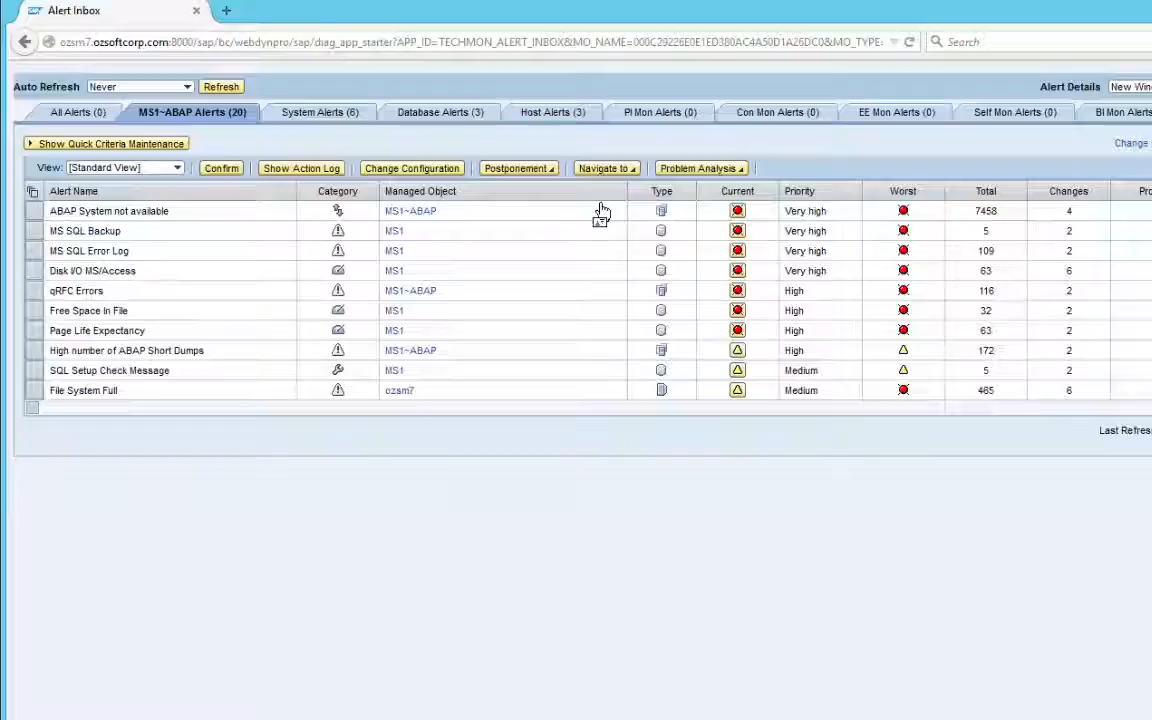 SAP Alert Inbox × +
ozsm7.ozsoftcorp.com:8000/sap/bc/webdynpro/sap/diag_app_starter?APP_ID=TECHMON_ALERT_INBOX&MO_NAME=000C29226E0E1ED380AC4A50D1A26DC0&MO_TYPE: Search
Auto Refresh Never Refresh Alert Details New Win
All Alerts (0) MS1~ABAP Alerts (20) System Alerts (6) Database Alerts (3) Host Alerts (3) PI Mon Alerts (0) Con Mon Alerts (0) EE Mon Alerts (0) Self Mon Alerts (0) BI Mon Alerts
Show Quick Criteria Maintenance Change
View: [Standard View] Confirm Show Action Log Change Configuration Postponement Navigate to Problem Analysis
Alert Name Category Managed Object Type Current Priority Worst Total Changes Pro
ABAP System not available MS1~ABAP Very high 7458 4
MS SQL Backup MS1 Very high 5 2
MS SQL Error Log MS1 Very high 109 2
Disk I/O MS/Access MS1 Very high 63 6
qRFC Errors MS1~ABAP High 116 2
Free Space In File MS1 High 32 2
Page Life Expectancy MS1 High 63 2
High number of ABAP Short Dumps MS1~ABAP High 172 2
SQL Setup Check Message MS1 Medium 5 2
File System Full ozsm7 Medium 465 6
Last Refres